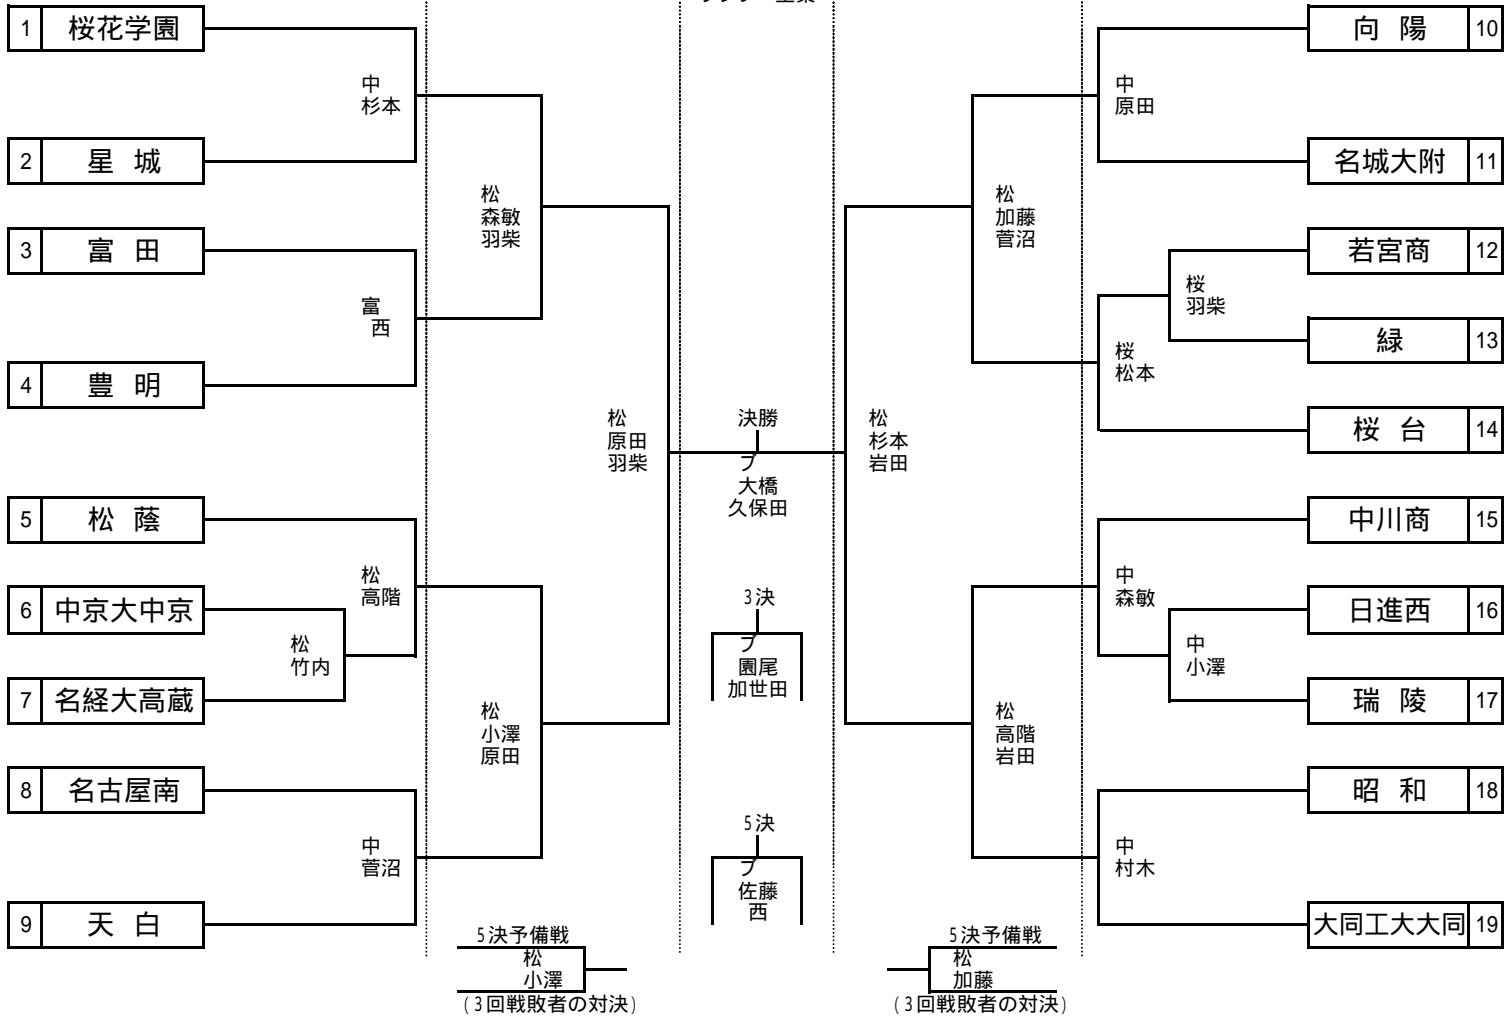 1 桜花学園
中
杉本
2 星 城
3 富 田
富
西
4 豊 明
松
森敏
羽柴
5 松 蔭
松
高階
6 中京大中京
松
竹内
7 名経大高蔵
8 名古屋南
中
菅沼
9 天 白
松
小澤
原田
松
原田
羽柴
決勝
ブ
大橋
久保田
3決
ブ
園尾
加世田
5決
ブ
佐藤
西
5決予備戦
松
小澤
(3回戦敗者の対決)
5決予備戦
松
加藤
(3回戦敗者の対決)
松
杉本
岩田
松
加藤
菅沼
松
高階
岩田
向 陽 10
中
原田
名城大附 11
若宮商 12
桜
羽柴
緑 13
桜
松本
桜 台 14
中川商 15
中
森敏
日進西 16
中
小澤
瑞 陵 17
昭 和 18
中
村木
大同工大大同 19